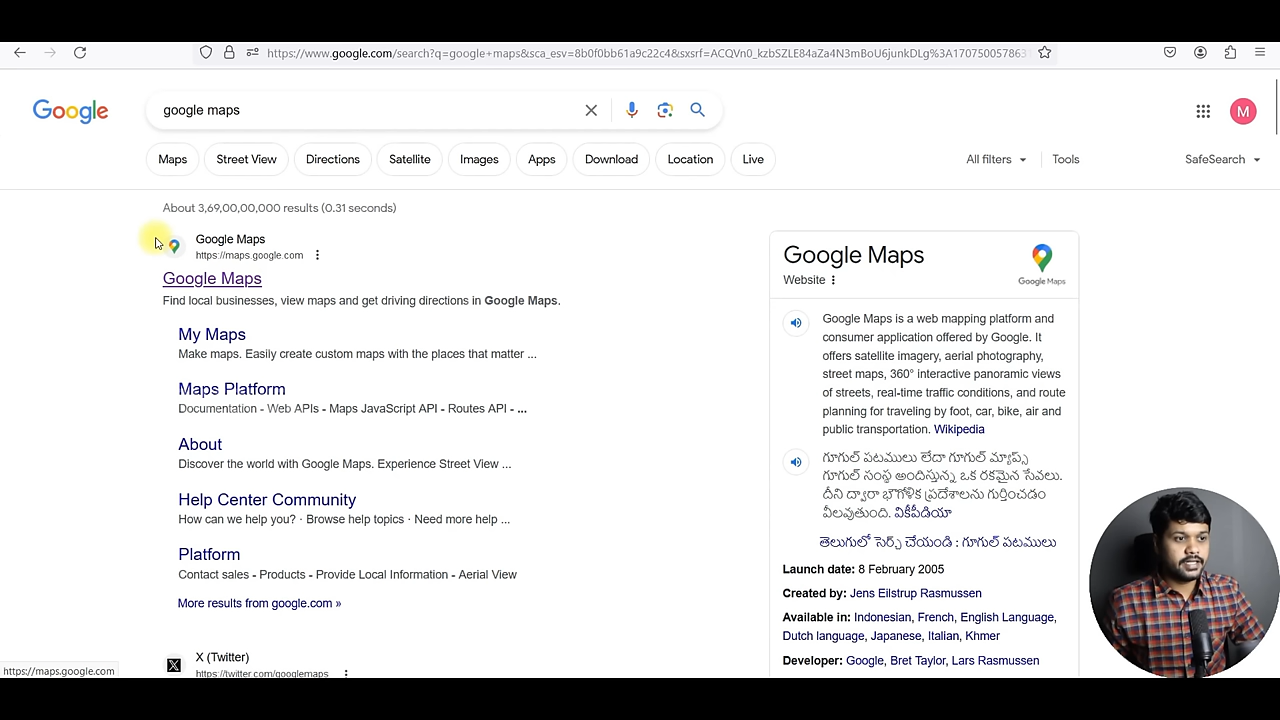 https://www.google.com/search?q=google+maps&sca_esv=8b0f0bb61a9c22c4&sxsrf=ACQVn0_kzbSZLE84aZa4N3mBoU6junkDLg%3A170750057863
Google
google maps
M
Maps
Street View
Directions
Satellite
Images
Apps
Download
Location
Live
All filters
Tools
SafeSearch
About 3,69,00,00,000 results (0.31 seconds)
Google Maps
https://maps.google.com
Google Maps
Find local businesses, view maps and get driving directions in Google Maps.
My Maps
Make maps. Easily create custom maps with the places that matter ...
Maps Platform
Documentation - Web APIs - Maps JavaScript API - Routes API - ...
About
Discover the world with Google Maps. Experience Street View ...
Help Center Community
How can we help you? · Browse help topics · Need more help ...
Platform
Contact sales - Products - Provide Local Information - Aerial View
More results from google.com »
X (Twitter)
https://twitter.com/googlemaps
https://maps.google.com
Google Maps
Website
Google Maps
Google Maps is a web mapping platform and
consumer application offered by Google. It
offers satellite imagery, aerial photography,
street maps, 360° interactive panoramic views
of streets, real-time traffic conditions, and route
planning for traveling by foot, car, bike, air and
public transportation. Wikipedia
గూగుల్ పటములు లేదా గూగుల్ మ్యాప్స్
గూగుల్ సంస్థ అందిస్తున్న ఒక రకమైన సేవలు.
దీని ద్వారా భౌగోళిక ప్రదేశాలను గుర్తించడం
వీలవుతుంది. వికీపీడియా
తెలుగులో సెర్చ్ చేయండి : గూగుల్ పటములు
Launch date: 8 February 2005
Created by: Jens Eilstrup Rasmussen
Available in: Indonesian, French, English Language,
Dutch language, Japanese, Italian, Khmer
Developer: Google, Bret Taylor, Lars Rasmussen